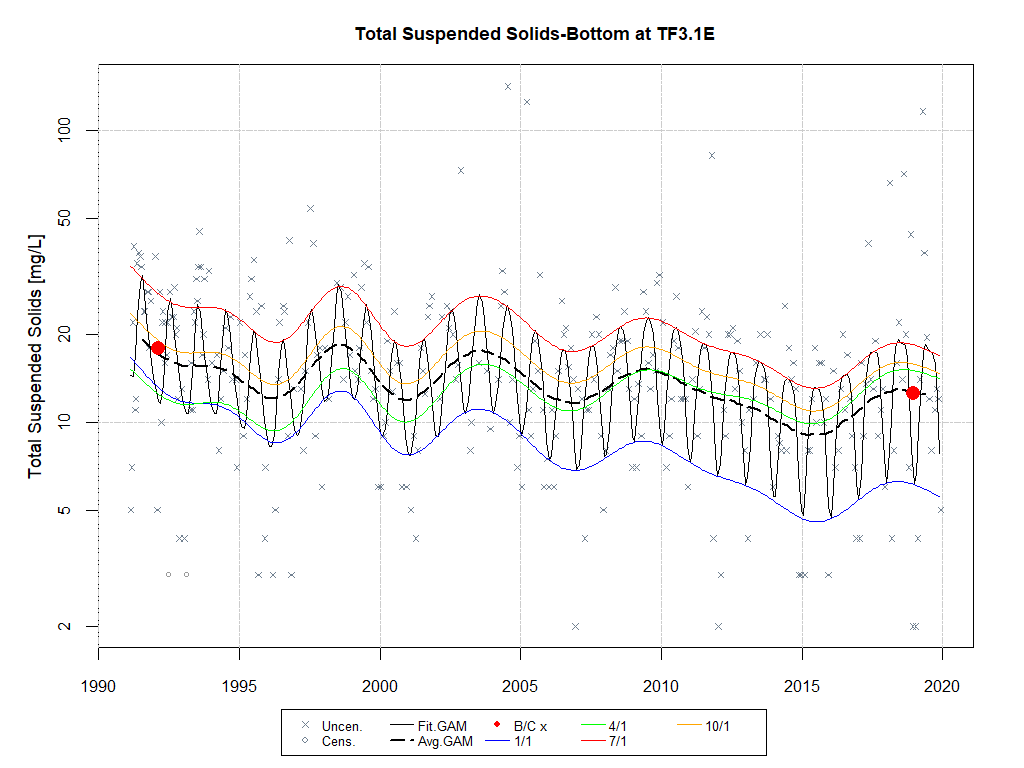 Total Suspended Solids-Bottom at TF3.1E
Total Suspended Solids [mg/L]
100
50
20
10
5
2
1990 1995 2000 2005 2010 2015 2020
Uncen. Fit.GAM B/C x 4/1 10/1
Cens. Avg.GAM 1/1 7/1